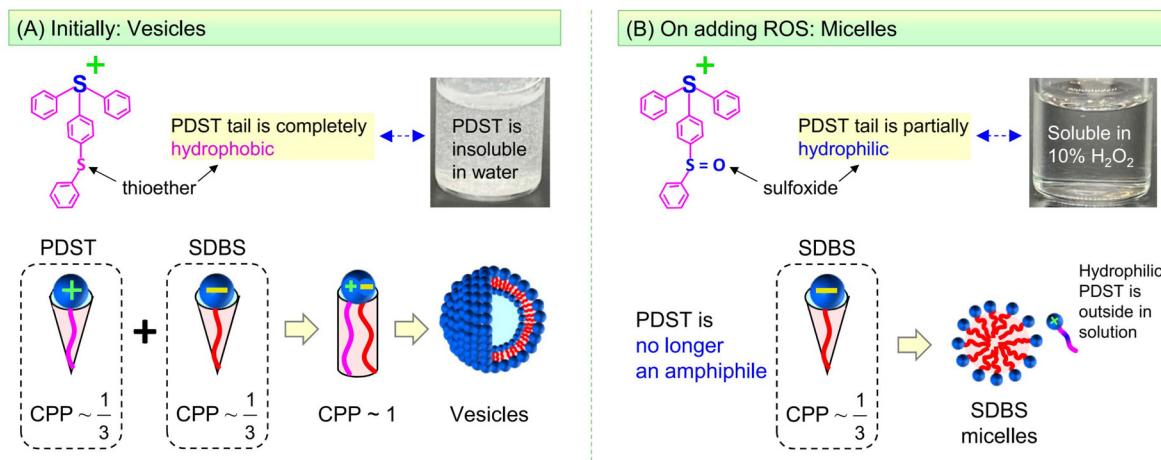 (A) Initially: Vesicles
+
S
PDST tail is completely
hydrophobic
PDST is
insoluble
in water
S
thioether
PDST
SDBS
+
−
+
+ −
CPP ~ 1/3
CPP ~ 1/3
CPP ~ 1
Vesicles
(B) On adding ROS: Micelles
+
S
PDST tail is partially
hydrophilic
Soluble in
10% H₂O₂
S = O
sulfoxide
SDBS
−
PDST is
no longer
an amphiphile
CPP ~ 1/3
Hydrophilic
PDST is
outside in
solution
+
SDBS
micelles